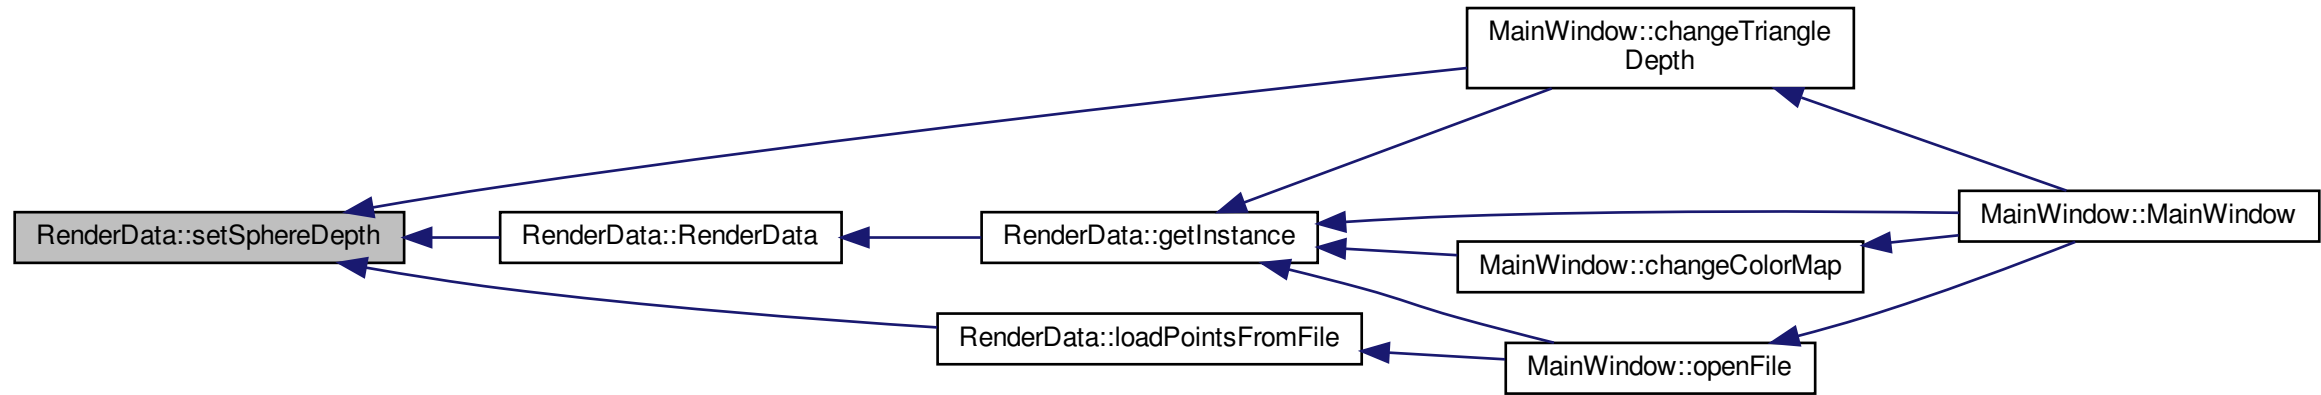 MainWindow::changeTriangle
Depth
RenderData::setSphereDepth
RenderData::RenderData
RenderData::getInstance
MainWindow::MainWindow
MainWindow::changeColorMap
RenderData::loadPointsFromFile
MainWindow::openFile